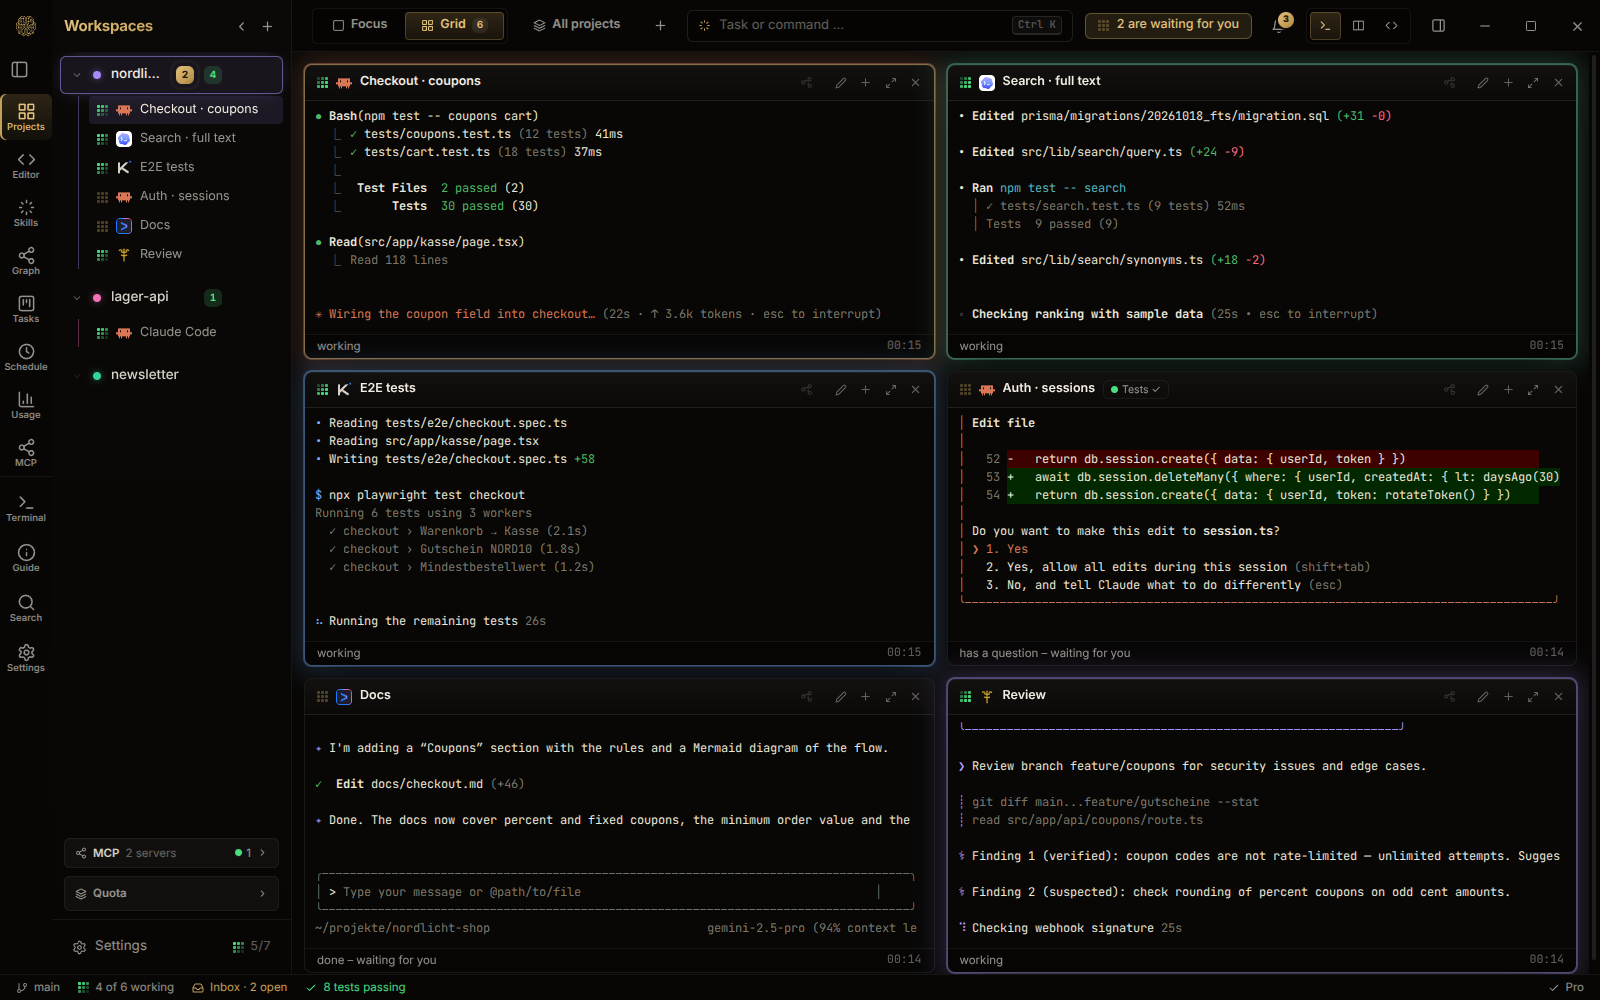 Workspaces
Focus
Grid 6
All projects
Task or command ...
Ctrl K
2 are waiting for you
3
Projects
Editor
Skills
Graph
Tasks
Schedule
Usage
MCP
Terminal
Guide
Search
Settings
nordli... 2 4
Checkout · coupons
Search · full text
E2E tests
Auth · sessions
Docs
Review
lager-api 1
Claude Code
newsletter
MCP 2 servers 1
Quota
Settings 5/7
Checkout · coupons
Bash(npm test -- coupons cart)
✓ tests/coupons.test.ts (12 tests) 41ms
✓ tests/cart.test.ts (18 tests) 37ms
Test Files 2 passed (2)
Tests 30 passed (30)
Read(src/app/kasse/page.tsx)
Read 118 lines
Wiring the coupon field into checkout… (22s · ↑ 3.6k tokens · esc to interrupt)
working 00:15
Search · full text
• Edited prisma/migrations/20261018_fts/migration.sql (+31 -0)
• Edited src/lib/search/query.ts (+24 -9)
• Ran npm test -- search
✓ tests/search.test.ts (9 tests) 52ms
Tests 9 passed (9)
• Edited src/lib/search/synonyms.ts (+18 -2)
Checking ranking with sample data (25s • esc to interrupt)
working 00:15
E2E tests
• Reading tests/e2e/checkout.spec.ts
• Reading src/app/kasse/page.tsx
• Writing tests/e2e/checkout.spec.ts +58
$ npx playwright test checkout
Running 6 tests using 3 workers
✓ checkout › Warenkorb → Kasse (2.1s)
✓ checkout › Gutschein NORD10 (1.8s)
✓ checkout › Mindestbestellwert (1.2s)
Running the remaining tests 26s
working 00:15
Auth · sessions Tests ✓
Edit file
52 - return db.session.create({ data: { userId, token } })
53 + await db.session.deleteMany({ where: { userId, createdAt: { lt: daysAgo(30)
54 + return db.session.create({ data: { userId, token: rotateToken() } })
Do you want to make this edit to session.ts?
❯ 1. Yes
2. Yes, allow all edits during this session (shift+tab)
3. No, and tell Claude what to do differently (esc)
has a question – waiting for you 00:14
Docs
I'm adding a “Coupons” section with the rules and a Mermaid diagram of the flow.
✓ Edit docs/checkout.md (+46)
Done. The docs now cover percent and fixed coupons, the minimum order value and the
> Type your message or @path/to/file
~/projekte/nordlicht-shop gemini-2.5-pro (94% context le
done – waiting for you 00:14
Review
❯ Review branch feature/coupons for security issues and edge cases.
git diff main...feature/gutscheine --stat
read src/app/api/coupons/route.ts
Finding 1 (verified): coupon codes are not rate-limited — unlimited attempts. Sugges
Finding 2 (suspected): check rounding of percent coupons on odd cent amounts.
Checking webhook signature 25s
working 00:14
main
4 of 6 working
Inbox · 2 open
✓ 8 tests passing
✓ Pro